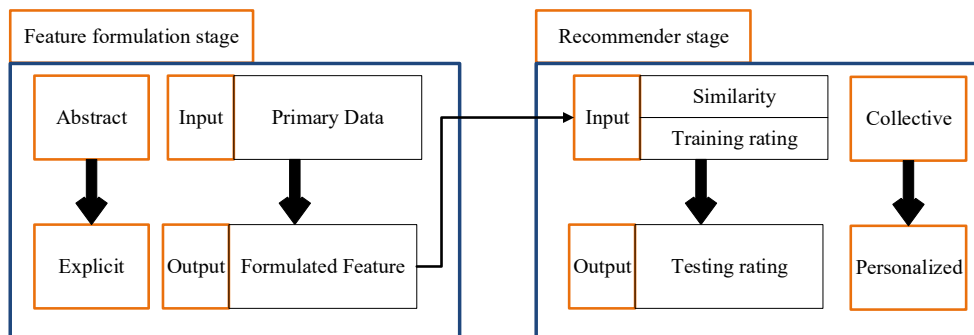 Feature formulation stage
Abstract
Input
Primary Data
Explicit
Output
Formulated Feature
Recommender stage
Input
Similarity
Training rating
Collective
Output
Testing rating
Personalized